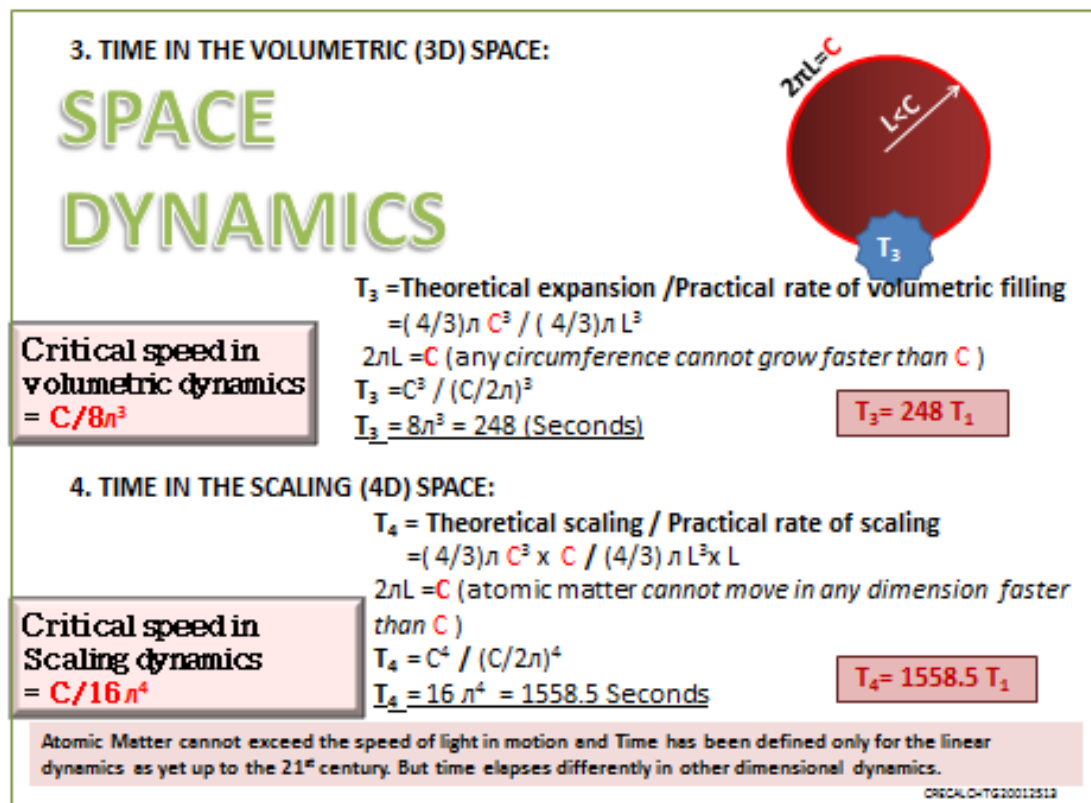 3. TIME IN THE VOLUMETRIC (3D) SPACE:
SPACE
DYNAMICS
2πL=C
L<C
T₃
T₃ =Theoretical expansion /Practical rate of volumetric filling
=( 4/3)л C³ / ( 4/3)л L³
2лL =C (any circumference cannot grow faster than C )
T₃ =C³ / (C/2л)³
T₃ = 8л³ = 248 (Seconds)
Critical speed in
volumetric dynamics
= C/8л³
T₃= 248 T₁
4. TIME IN THE SCALING (4D) SPACE:
T₄ = Theoretical scaling / Practical rate of scaling
=( 4/3)л C³ x C / (4/3) л L³x L
2лL =C (atomic matter cannot move in any dimension faster
than C )
T₄ = C⁴ / (C/2л)⁴
T₄ = 16 л⁴ = 1558.5 Seconds
Critical speed in
Scaling dynamics
= C/16 л⁴
T₄= 1558.5 T₁
Atomic Matter cannot exceed the speed of light in motion and Time has been defined only for the linear
dynamics as yet up to the 21ˢᵗ century. But time elapses differently in other dimensional dynamics.
CRECALCHTG20012513